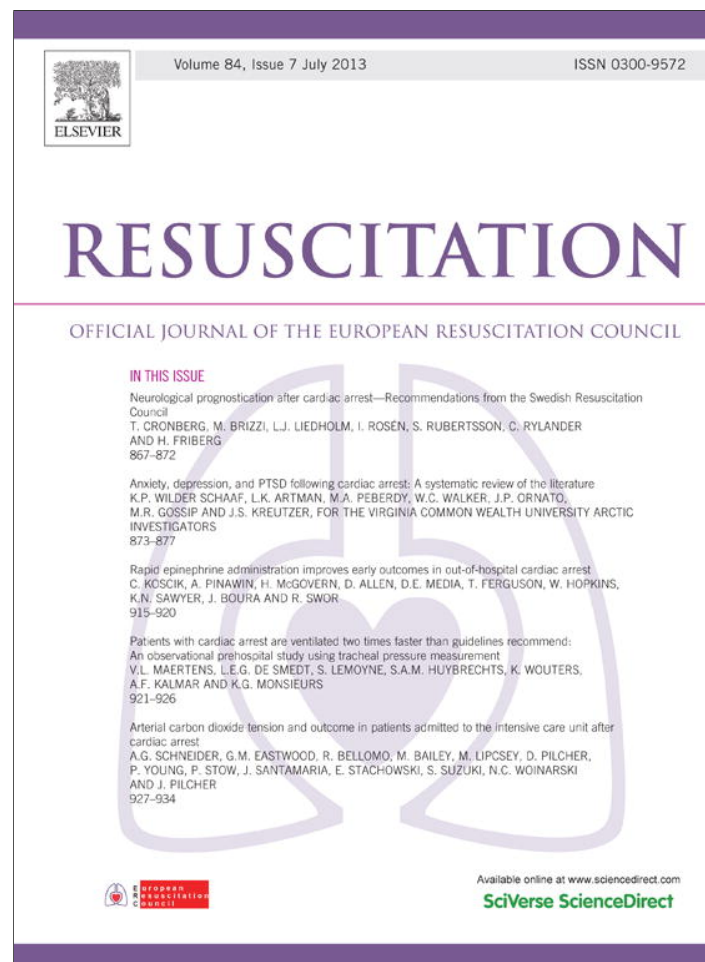 Volume 84, Issue 7 July 2013
ISSN 0300-9572
ELSEVIER
RESUSCITATION
OFFICIAL JOURNAL OF THE EUROPEAN RESUSCITATION COUNCIL
IN THIS ISSUE
Neurological prognostication after cardiac arrest—Recommendations from the Swedish Resuscitation
Council
T. CRONBERG, M. BRIZZI, L.J. LIEDHOLM, I. ROSÉN, S. RUBERTSSON, C. RYLANDER
AND H. FRIBERG
867–872
Anxiety, depression, and PTSD following cardiac arrest: A systematic review of the literature
K.P. WILDER SCHAAF, L.K. ARTMAN, M.A. PEBERDY, W.C. WALKER, J.P. ORNATO,
M.R. GOSSIP AND J.S. KREUTZER, FOR THE VIRGINIA COMMON WEALTH UNIVERSITY ARCTIC
INVESTIGATORS
873–877
Rapid epinephrine administration improves early outcomes in out-of-hospital cardiac arrest
C. KOSCIK, A. PINAWIN, H. McGOVERN, D. ALLEN, D.E. MEDIA, T. FERGUSON, W. HOPKINS,
K.N. SAWYER, J. BOURA AND R. SWOR
915–920
Patients with cardiac arrest are ventilated two times faster than guidelines recommend:
An observational prehospital study using tracheal pressure measurement
V.L. MAERTENS, L.E.G. DE SMEDT, S. LEMOYNE, S.A.M. HUYBRECHTS, K. WOUTERS,
A.F. KALMAR AND K.G. MONSIEURS
921–926
Arterial carbon dioxide tension and outcome in patients admitted to the intensive care unit after
cardiac arrest
A.G. SCHNEIDER, G.M. EASTWOOD, R. BELLOMO, M. BAILEY, M. LIPCSEY, D. PILCHER,
P. YOUNG, P. STOW, J. SANTAMARIA, E. STACHOWSKI, S. SUZUKI, N.C. WOINARSKI
AND J. PILCHER
927–934
European
Resuscitation
Council
Available online at www.sciencedirect.com
SciVerse ScienceDirect